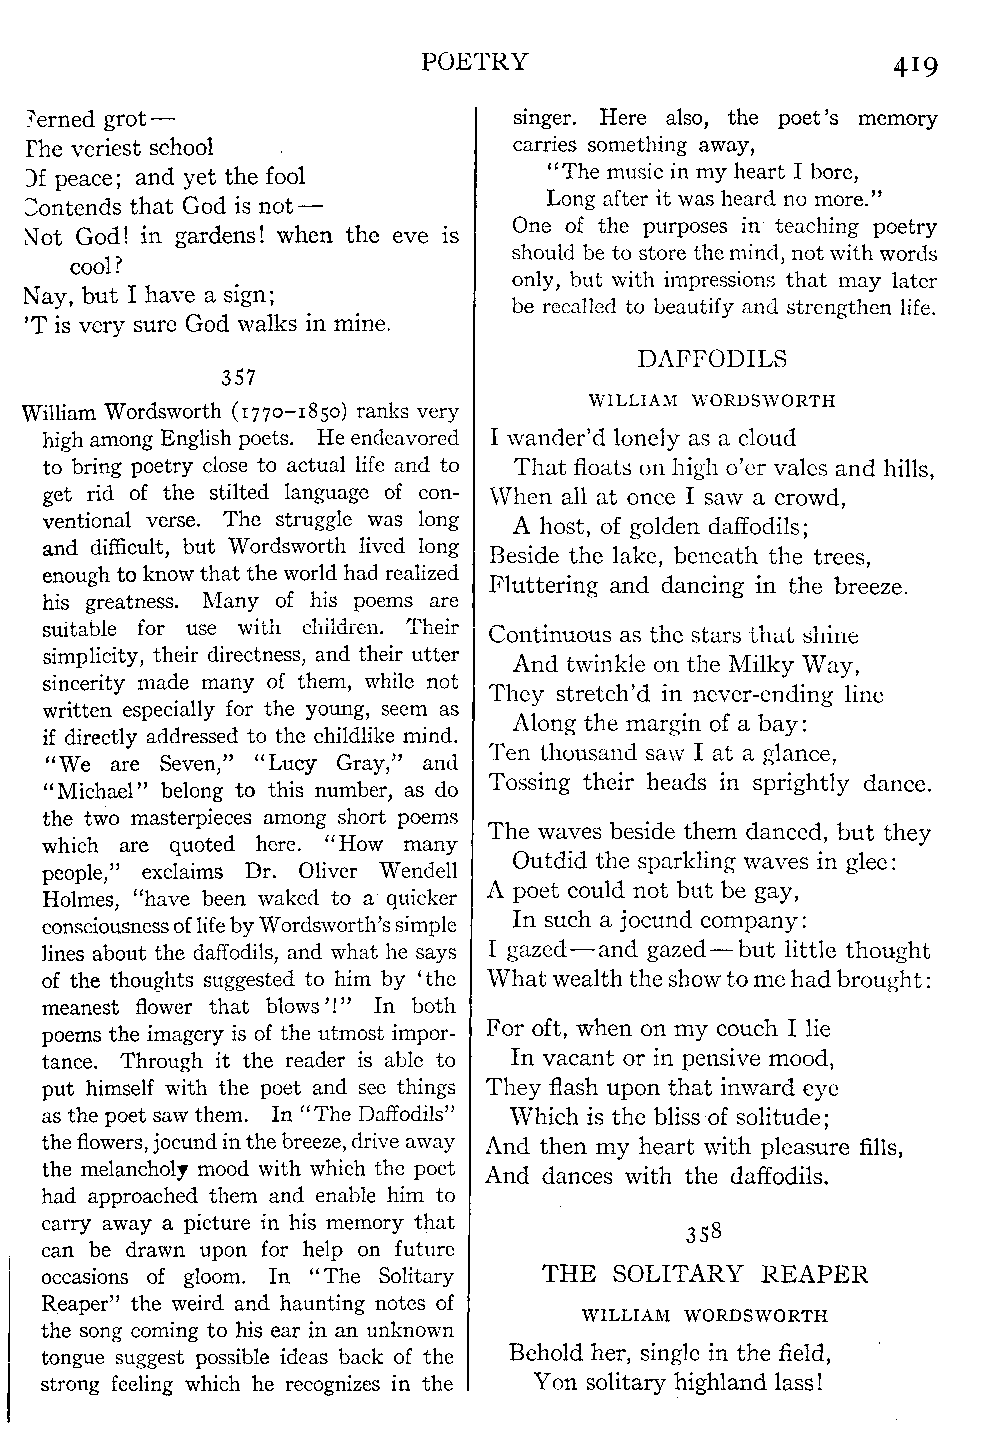 POETRY 419
Ferned grot—
The veriest school
Of peace; and yet the fool
Contends that God is not—
Not God! in gardens! when the eve is
cool?
Nay, but I have a sign;
'T is very sure God walks in mine.
357
William Wordsworth (1770–1850) ranks very
high among English poets. He endeavored
to bring poetry close to actual life and to
get rid of the stilted language of con-
ventional verse. The struggle was long
and difficult, but Wordsworth lived long
enough to know that the world had realized
his greatness. Many of his poems are
suitable for use with children. Their
simplicity, their directness, and their utter
sincerity made many of them, while not
written especially for the young, seem as
if directly addressed to the childlike mind.
"We are Seven," "Lucy Gray," and
"Michael" belong to this number, as do
the two masterpieces among short poems
which are quoted here. "How many
people," exclaims Dr. Oliver Wendell
Holmes, "have been waked to a quicker
consciousness of life by Wordsworth's simple
lines about the daffodils, and what he says
of the thoughts suggested to him by 'the
meanest flower that blows'!" In both
poems the imagery is of the utmost impor-
tance. Through it the reader is able to
put himself with the poet and see things
as the poet saw them. In "The Daffodils"
the flowers, jocund in the breeze, drive away
the melancholy mood with which the poet
had approached them and enable him to
carry away a picture in his memory that
can be drawn upon for help on future
occasions of gloom. In "The Solitary
Reaper" the weird and haunting notes of
the song coming to his ear in an unknown
tongue suggest possible ideas back of the
strong feeling which he recognizes in the
singer. Here also, the poet's memory
carries something away,
"The music in my heart I bore,
Long after it was heard no more."
One of the purposes in teaching poetry
should be to store the mind, not with words
only, but with impressions that may later
be recalled to beautify and strengthen life.
DAFFODILS
WILLIAM WORDSWORTH
I wander'd lonely as a cloud
That floats on high o'er vales and hills,
When all at once I saw a crowd,
A host, of golden daffodils;
Beside the lake, beneath the trees,
Fluttering and dancing in the breeze.
Continuous as the stars that shine
And twinkle on the Milky Way,
They stretch'd in never-ending line
Along the margin of a bay:
Ten thousand saw I at a glance,
Tossing their heads in sprightly dance.
The waves beside them danced, but they
Outdid the sparkling waves in glee:
A poet could not but be gay,
In such a jocund company:
I gazed—and gazed—but little thought
What wealth the show to me had brought:
For oft, when on my couch I lie
In vacant or in pensive mood,
They flash upon that inward eye
Which is the bliss of solitude;
And then my heart with pleasure fills,
And dances with the daffodils.
358
THE SOLITARY REAPER
WILLIAM WORDSWORTH
Behold her, single in the field,
Yon solitary highland lass!